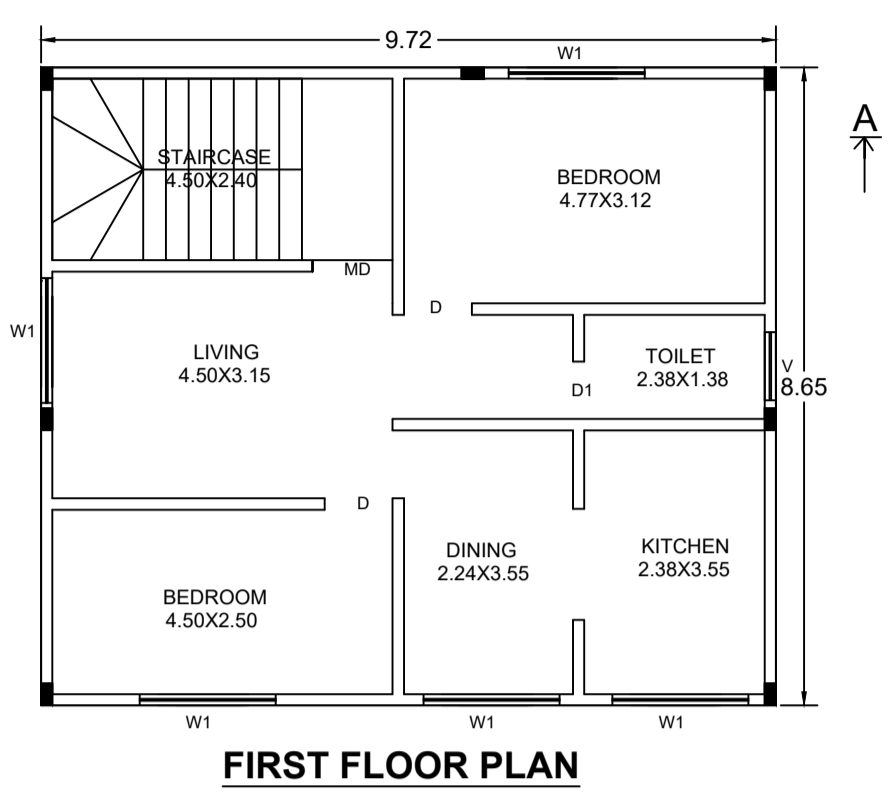 9.72
W1
A
STAIRCASE
4.50X2.40
BEDROOM
4.77X3.12
MD
D
W1
LIVING
4.50X3.15
TOILET
2.38X1.38
V
8.65
D1
D
DINING
2.24X3.55
KITCHEN
2.38X3.55
BEDROOM
4.50X2.50
W1
W1
W1
FIRST FLOOR PLAN